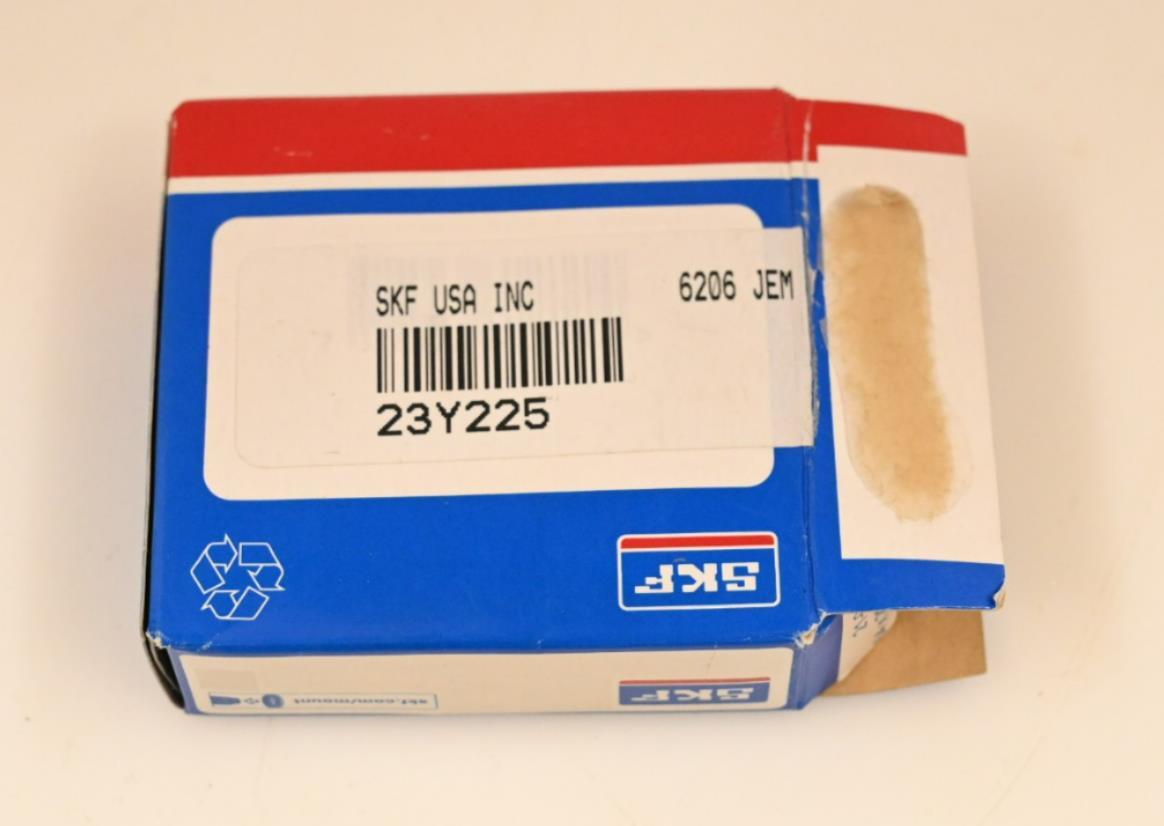 SKF USA INC 6206 JEM
23Y225
SKF
SKF
skf.com/mount